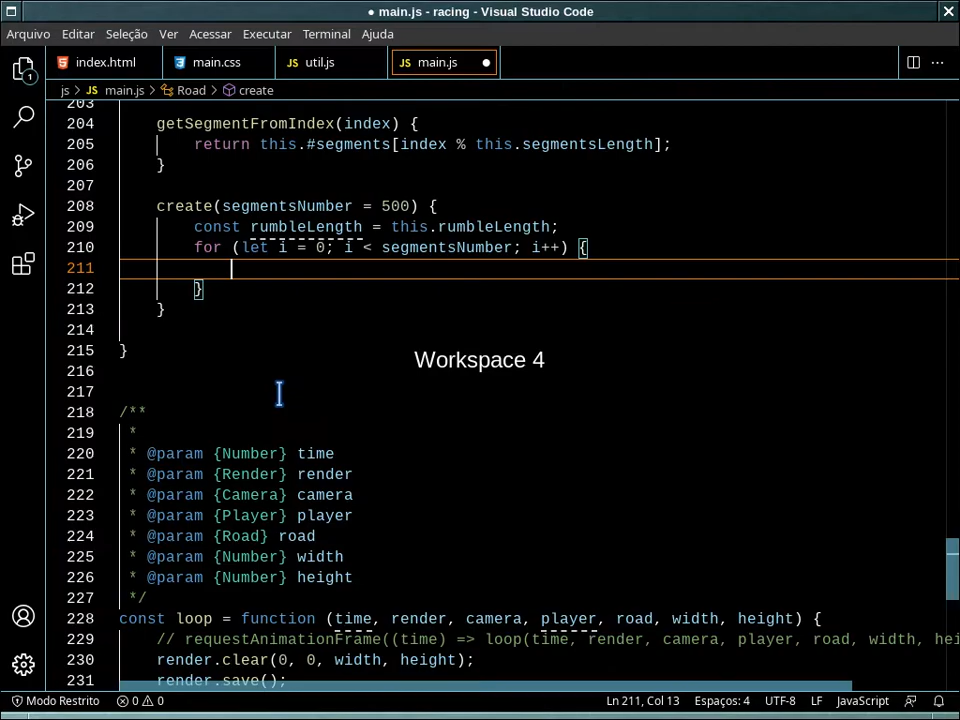 ● main.js - racing - Visual Studio Code
Arquivo Editar Seleção Ver Acessar Executar Terminal Ajuda
index.html main.css JS util.js JS main.js ●
js > JS main.js > Road > create
203
204 getSegmentFromIndex(index) {
205 return this.#segments[index % this.segmentsLength];
206 }
207
208 create(segmentsNumber = 500) {
209 const rumbleLength = this.rumbleLength;
210 for (let i = 0; i < segmentsNumber; i++) {
211
212 }
213 }
214
215 }
Workspace 4
216
217
218 /**
219 *
220 * @param {Number} time
221 * @param {Render} render
222 * @param {Camera} camera
223 * @param {Player} player
224 * @param {Road} road
225 * @param {Number} width
226 * @param {Number} height
227 */
228 const loop = function (time, render, camera, player, road, width, height) {
229 // requestAnimationFrame((time) => loop(time, render, camera, player, road, width, hei
230 render.clear(0, 0, width, height);
231 render.save();
1
Modo Restrito 0 0 Ln 211, Col 13 Espaços: 4 UTF-8 LF JavaScript